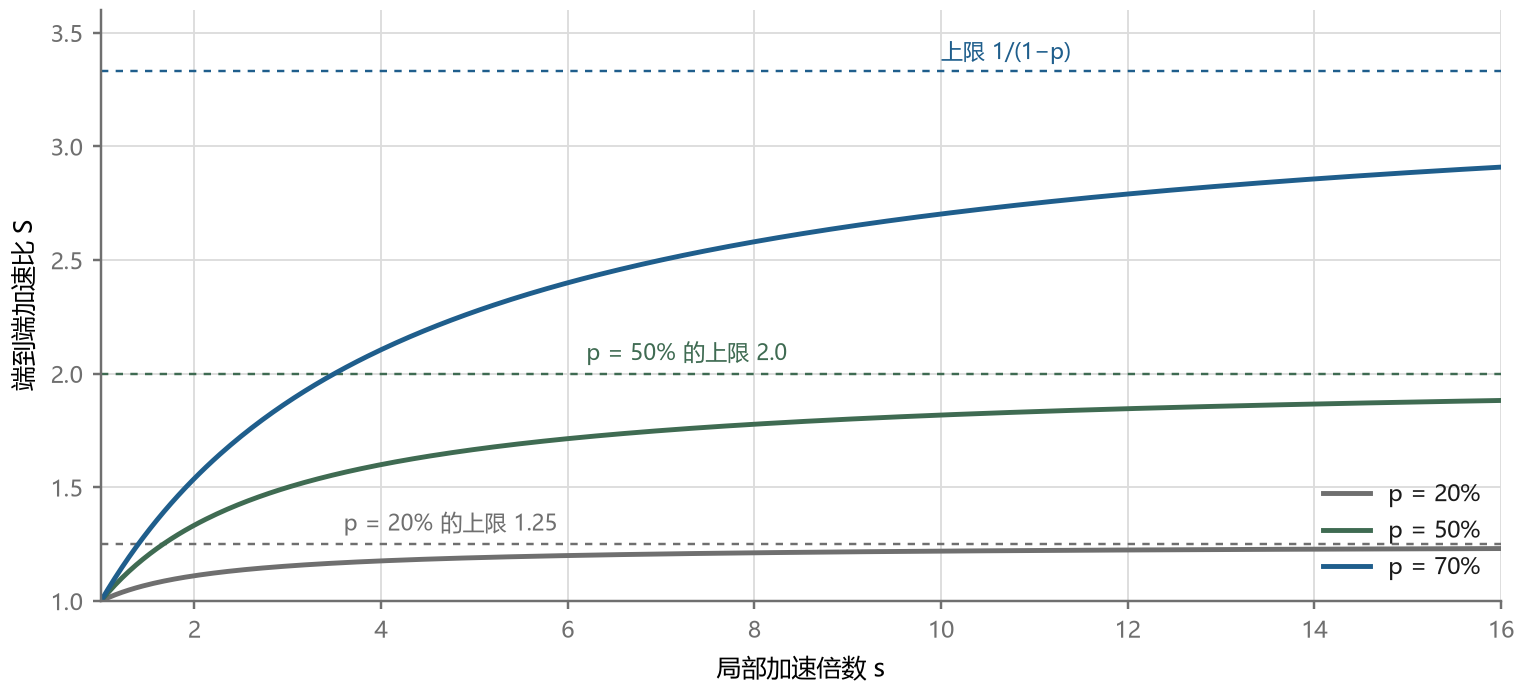 3.5
上限 1/(1−p)
3.0
2.5
端到端加速比 S
p = 50% 的上限 2.0
2.0
1.5
p = 20% 的上限 1.25
p = 20%
p = 50%
p = 70%
1.0
2 4 6 8 10 12 14 16
局部加速倍数 s